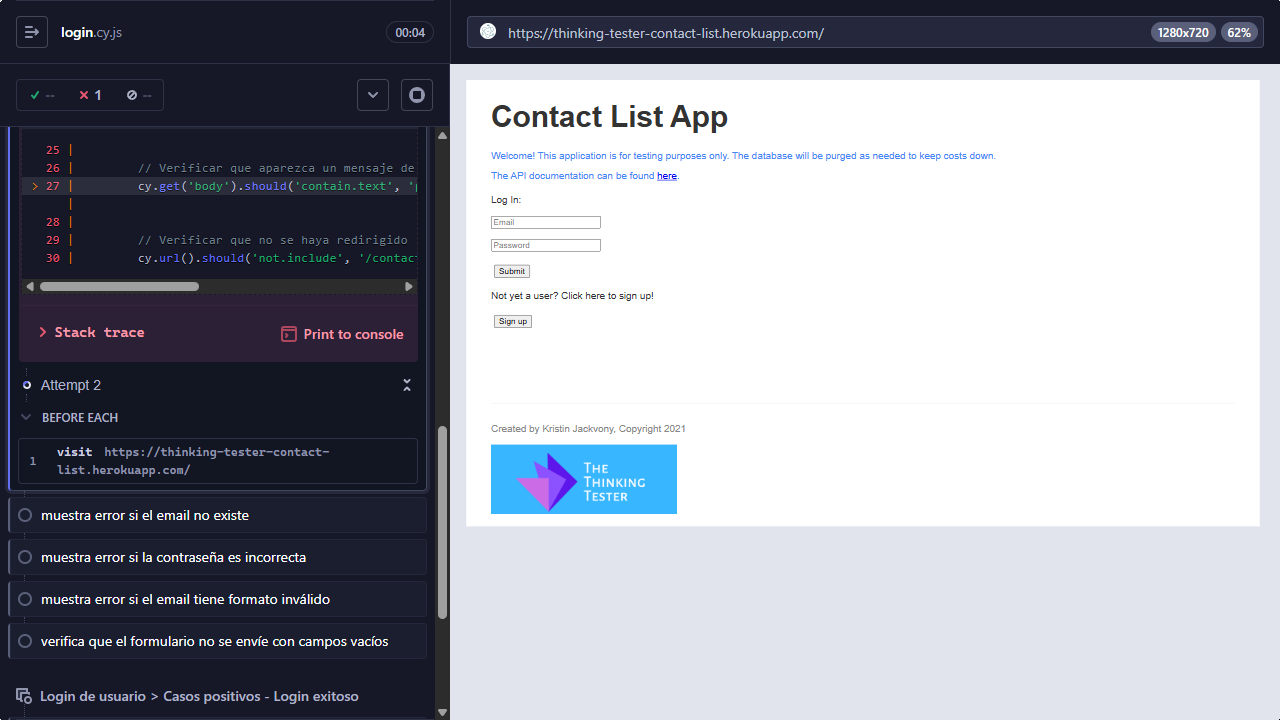 login.cy.js
00:04
--
1
--
25 |
26 | // Verificar que aparezca un mensaje de
> 27 | cy.get('body').should('contain.text', '
|
28 |
29 | // Verificar que no se haya redirigido
30 | cy.url().should('not.include', '/contac
Stack trace
Print to console
Attempt 2
BEFORE EACH
1 visit https://thinking-tester-contact-
list.herokuapp.com/
muestra error si el email no existe
muestra error si la contraseña es incorrecta
muestra error si el email tiene formato inválido
verifica que el formulario no se envíe con campos vacíos
Login de usuario > Casos positivos - Login exitoso
https://thinking-tester-contact-list.herokuapp.com/
1280x720
62%
Contact List App
Welcome! This application is for testing purposes only. The database will be purged as needed to keep costs down.
The API documentation can be found here.
Log In:
Email
Password
Submit
Not yet a user? Click here to sign up!
Sign up
Created by Kristin Jackvony, Copyright 2021
THE
THINKING
TESTER